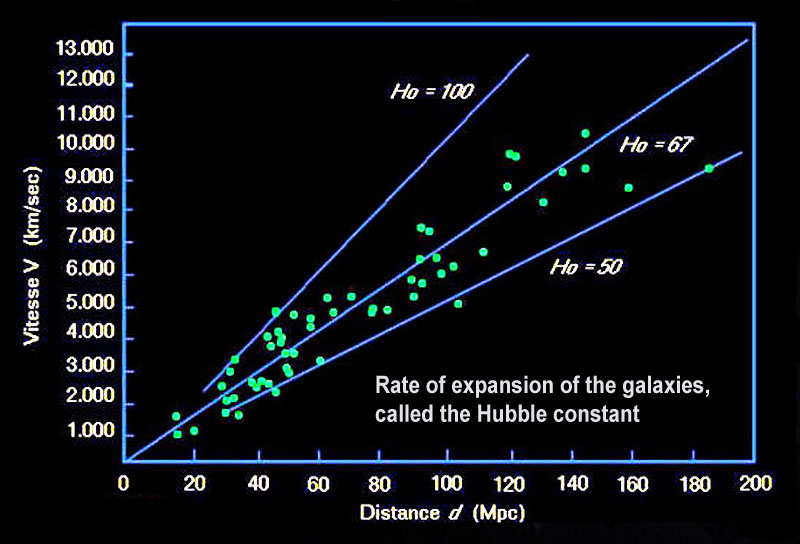 13.000
12.000
11.000
10.000
9.000
8.000
7.000
6.000
5.000
4.000
3.000
2.000
1.000
Vitesse V (km/sec)
Ho = 100
Ho = 67
Ho = 50
Rate of expansion of the galaxies,
called the Hubble constant
0 20 40 60 80 100 120 140 160 180 200
Distance d (Mpc)